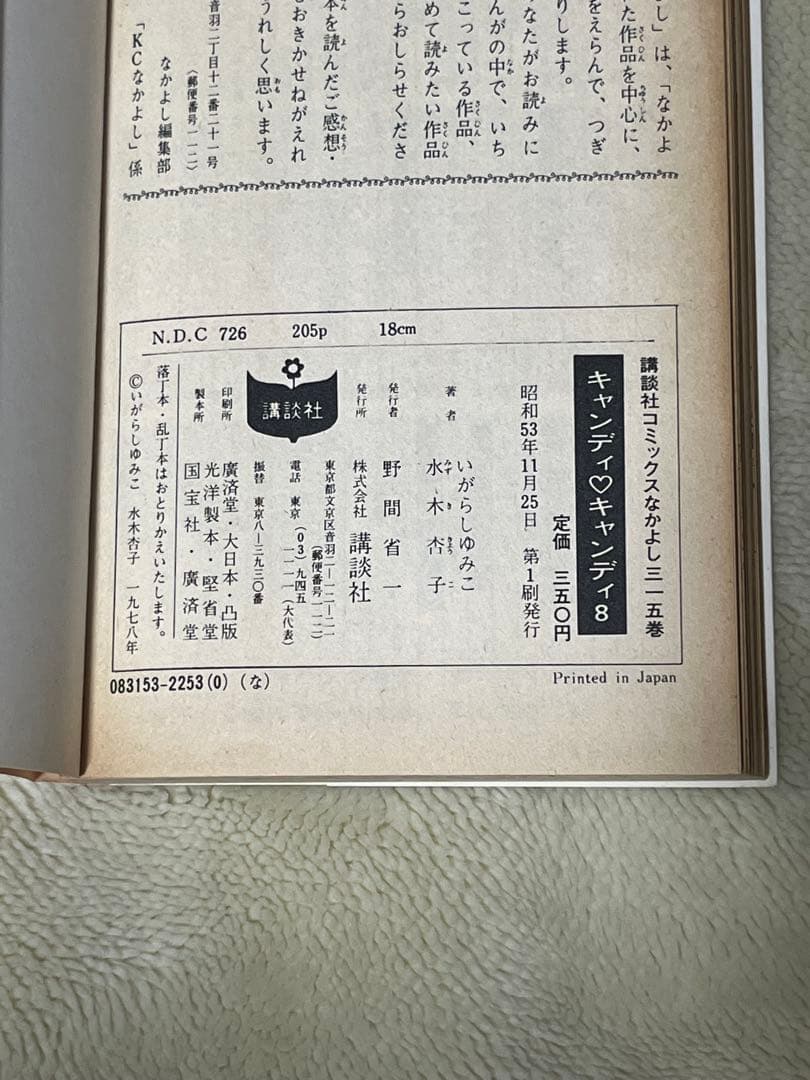 し」は、「なかよ
た作品を中心に、
をえらんで、つぎ
りします。
なたがお読みに
んがの中で、いち
こっている作品、
めて読みたい作品
らおしらせくださ
本を読んだご感想・
おきかせねがえれ
うれしく思います。
音羽二丁目十二番二十一号
(郵便番号一一二)
なかよし編集部
「KCなかよし」係
N.D.C 726 205p 18cm
講談社コミックスなかよし三一五巻
キャンディ♡キャンディ8
定価 三五〇円
昭和53年11月25日 第1刷発行
著者 いがらしゆみこ
水木杏子
発行者 野間省一
発行所 株式会社 講談社
東京都文京区音羽二―一二―二一
(郵便番号一一二)
電話 東京(03)九四五
一一一一(大代表)
振替 東京八―三九三〇番
講談社
印刷所 廣済堂・大日本・凸版
製本所 光洋製本・堅省堂
国宝社・廣済堂
落丁本・乱丁本はおとりかえいたします。
©いがらしゆみこ 水木杏子 一九七八年
083153-2253(0) (な)
Printed in Japan